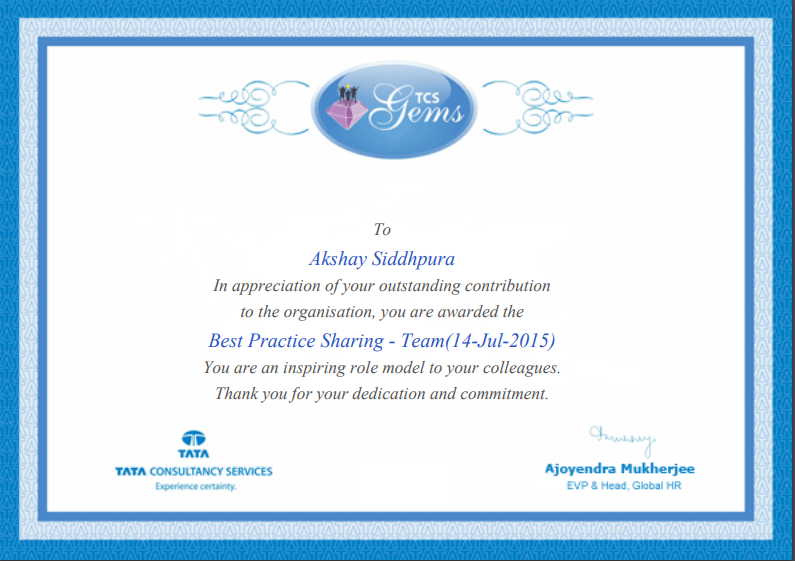 TCS
Gems
To
Akshay Siddhpura
In appreciation of your outstanding contribution
to the organisation, you are awarded the
Best Practice Sharing - Team(14-Jul-2015)
You are an inspiring role model to your colleagues.
Thank you for your dedication and commitment.
TATA
TATA CONSULTANCY SERVICES
Experience certainty.
Ajoyendra Mukherjee
EVP & Head, Global HR